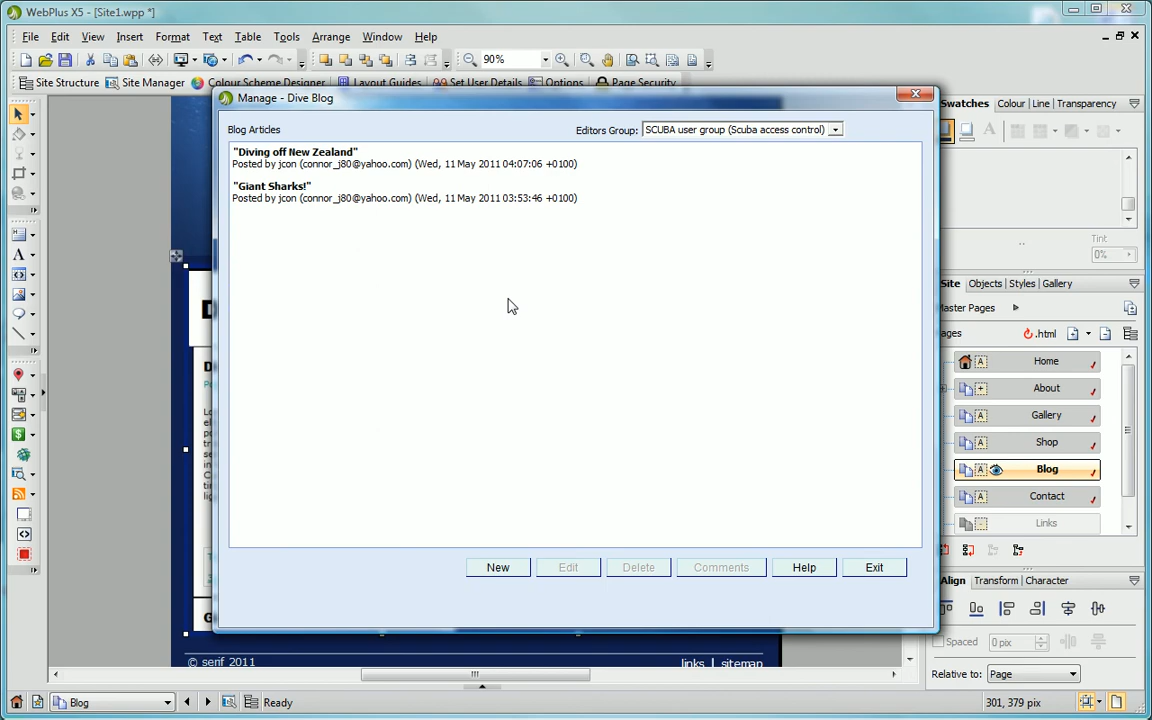 WebPlus X5 - [Site1.wpp *]
File Edit View Insert Format Text Table Tools Arrange Window Help
90%
Site Structure Site Manager Colour Scheme Designer Layout Guides Set User Details Options Page Security
Manage - Dive Blog
Swatches Colour Line Transparency
Blog Articles Editors Group: SCUBA user group (Scuba access control)
"Diving off New Zealand"
Posted by jcon (connor_j80@yahoo.com) (Wed, 11 May 2011 04:07:06 +0100)
"Giant Sharks!"
Posted by jcon (connor_j80@yahoo.com) (Wed, 11 May 2011 03:53:46 +0100)
Tint
0%
Site Objects Styles Gallery
Master Pages
ages .html
Home
About
Gallery
Shop
Blog
Contact
Links
New Edit Delete Comments Help Exit
Align Transform Character
Spaced 0 pix
Relative to: Page
© serif 2011 links | sitemap
Blog Ready 301, 379 pix